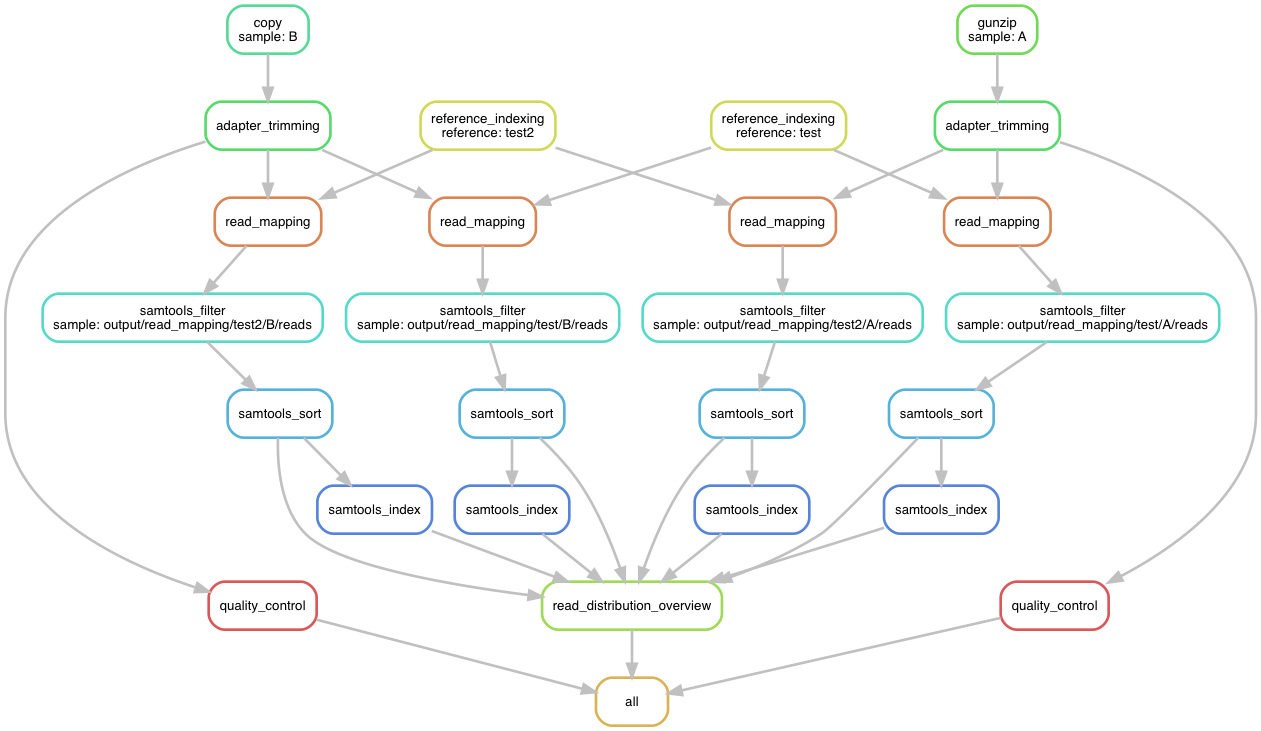 copy
sample: B
gunzip
sample: A
adapter_trimming
reference_indexing
reference: test2
reference_indexing
reference: test
adapter_trimming
read_mapping
read_mapping
read_mapping
read_mapping
samtools_filter
sample: output/read_mapping/test2/B/reads
samtools_filter
sample: output/read_mapping/test/B/reads
samtools_filter
sample: output/read_mapping/test2/A/reads
samtools_filter
sample: output/read_mapping/test/A/reads
samtools_sort
samtools_sort
samtools_sort
samtools_sort
samtools_index
samtools_index
samtools_index
samtools_index
quality_control
read_distribution_overview
quality_control
all